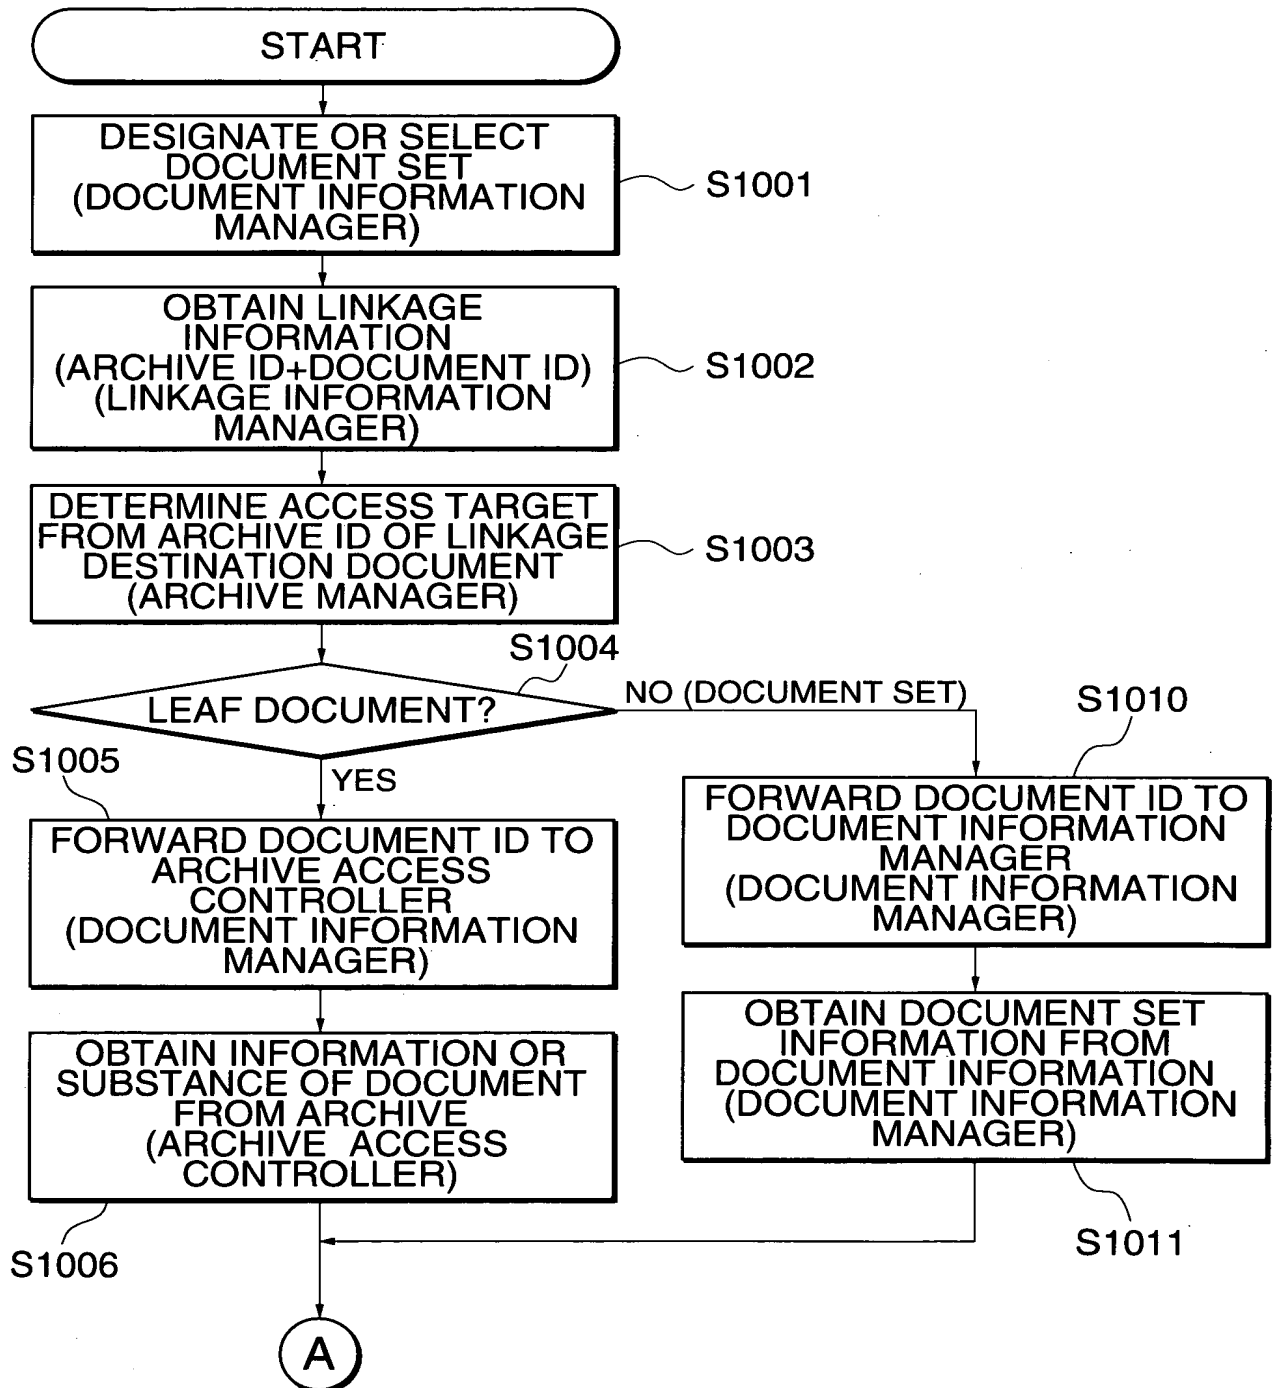 START
DESIGNATE OR SELECT
DOCUMENT SET
(DOCUMENT INFORMATION
MANAGER)
S1001
OBTAIN LINKAGE
INFORMATION
(ARCHIVE ID+DOCUMENT ID)
(LINKAGE INFORMATION
MANAGER)
S1002
DETERMINE ACCESS TARGET
FROM ARCHIVE ID OF LINKAGE
DESTINATION DOCUMENT
(ARCHIVE MANAGER)
S1003
S1004
LEAF DOCUMENT?
NO (DOCUMENT SET)
YES
S1005
FORWARD DOCUMENT ID TO
ARCHIVE ACCESS
CONTROLLER
(DOCUMENT INFORMATION
MANAGER)
OBTAIN INFORMATION OR
SUBSTANCE OF DOCUMENT
FROM ARCHIVE
(ARCHIVE ACCESS
CONTROLLER)
S1006
S1010
FORWARD DOCUMENT ID TO
DOCUMENT INFORMATION
MANAGER
(DOCUMENT INFORMATION
MANAGER)
OBTAIN DOCUMENT SET
INFORMATION FROM
DOCUMENT INFORMATION
(DOCUMENT INFORMATION
MANAGER)
S1011
A